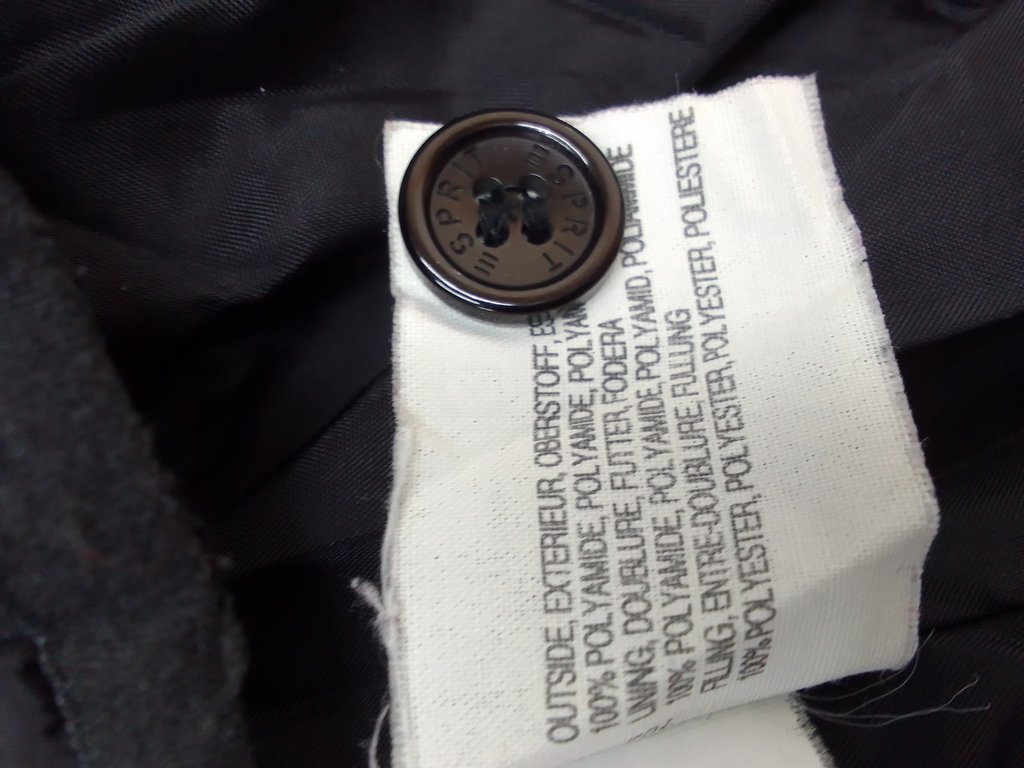 ESPRIT
ESPRIT
OUTSIDE, EXTERIEUR, OBERSTOFF,
100% POLYAMIDE, POLYAMIDE, POLYAMIDE
LINING, DOUBLURE, FUTTER, FODERA
100% POLYAMIDE, POLYAMIDE, POLYAMID, POLIAMMIDE
FILLING, ENTRE-DOUBLURE, FULLUNG
100% POLYESTER, POLYESTER, POLYESTER, POLIESTERE